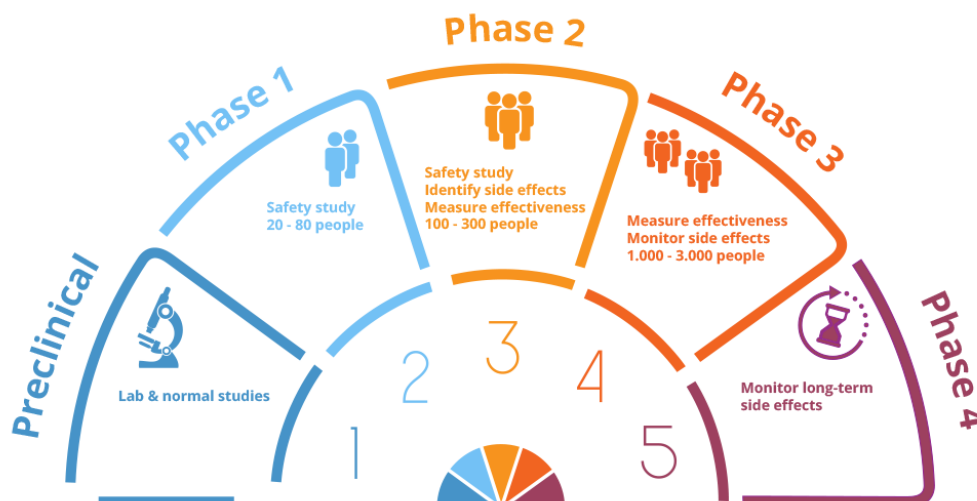 Preclinical
Lab & normal studies
1
Phase 1
Safety study
20 - 80 people
2
Phase 2
Safety study
Identify side effects
Measure effectiveness
100 - 300 people
3
Phase 3
Measure effectiveness
Monitor side effects
1.000 - 3.000 people
4
Phase 4
Monitor long-term
side effects
5